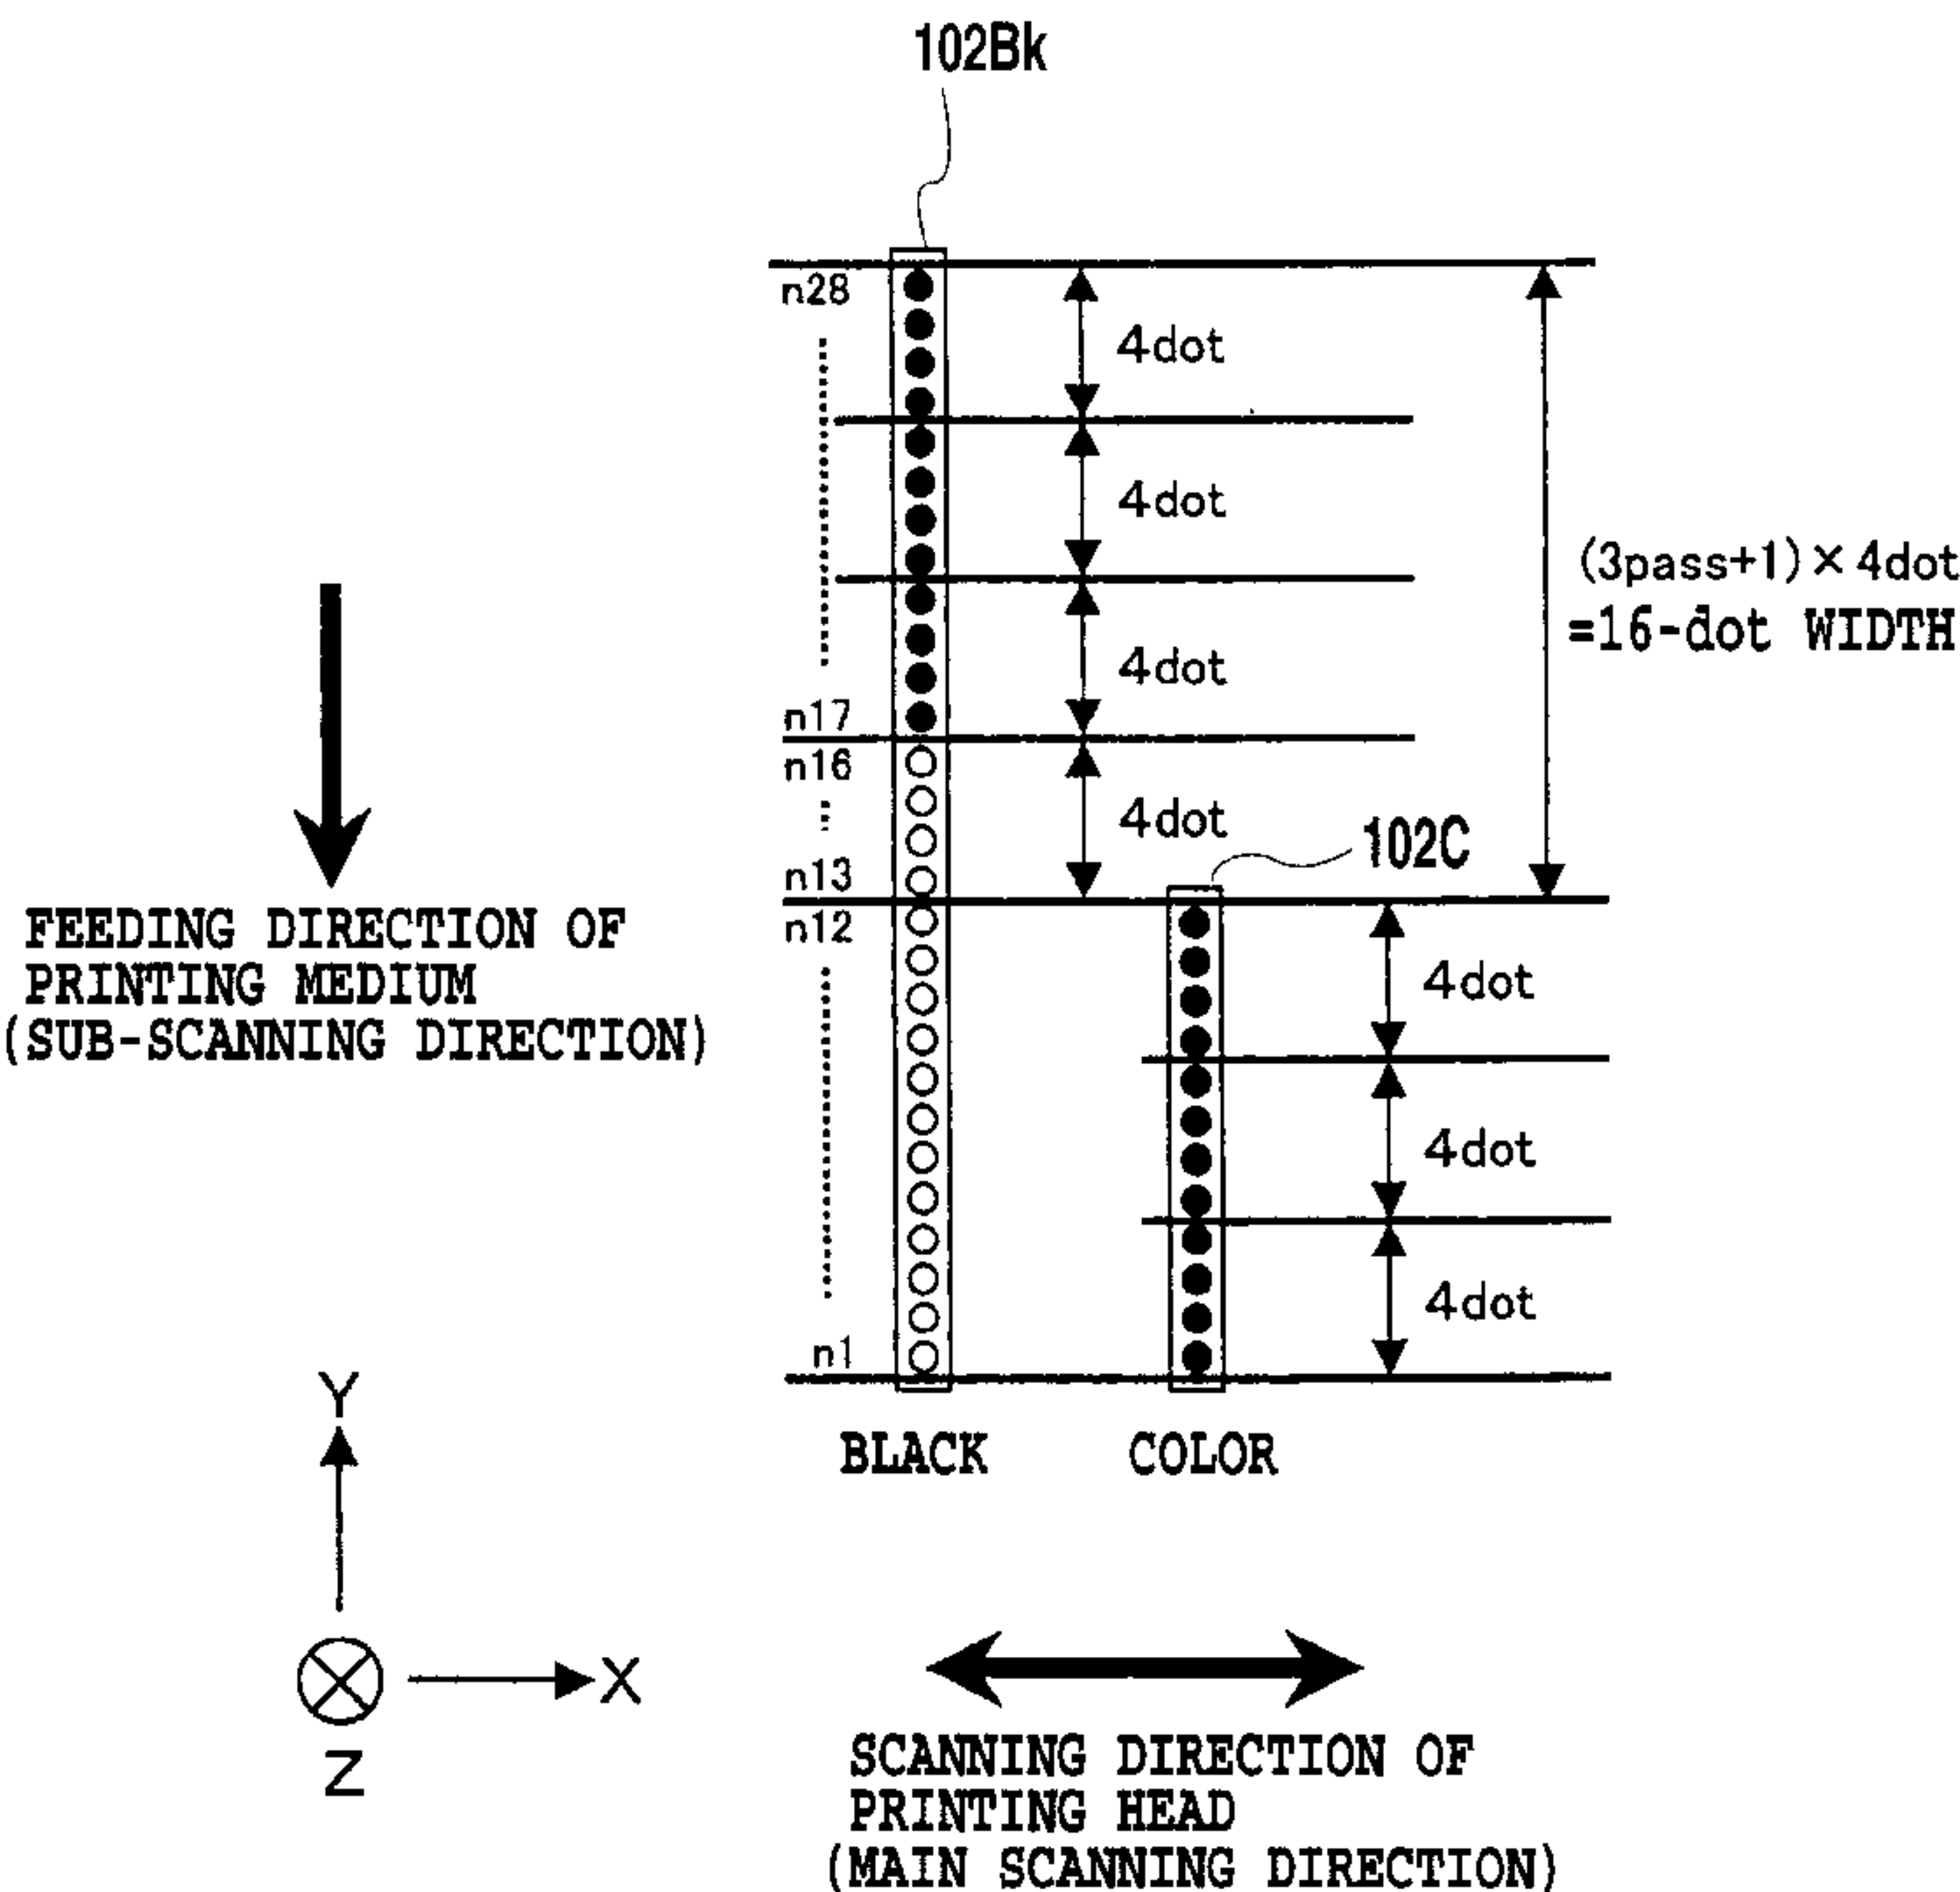 102Bk
n28
4dot
4dot
(3pass+1)×4dot
=16-dot WIDTH
4dot
n17
n16
4dot
102C
n13
n12
FEEDING DIRECTION OF
PRINTING MEDIUM
(SUB-SCANNING DIRECTION)
4dot
4dot
4dot
n1
BLACK
COLOR
Y
X
Z
SCANNING DIRECTION OF
PRINTING HEAD
(MAIN SCANNING DIRECTION)